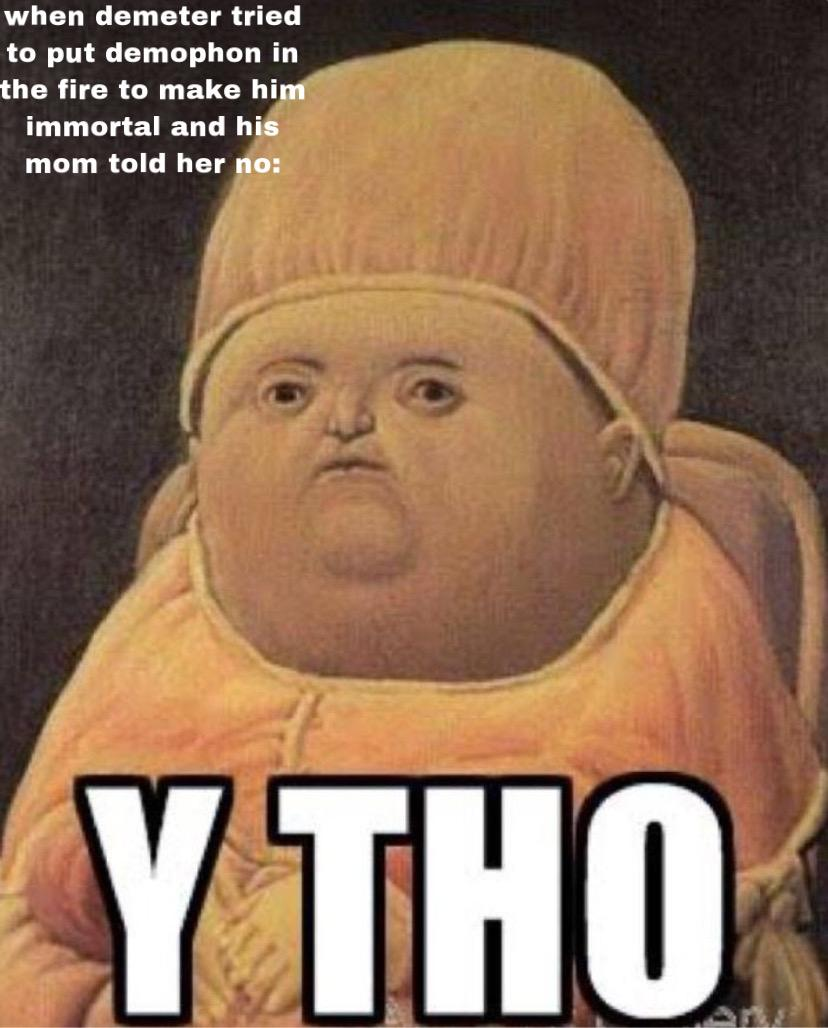 when demeter tried
to put demophon in
the fire to make him
immortal and his
mom told her no:
Y THO